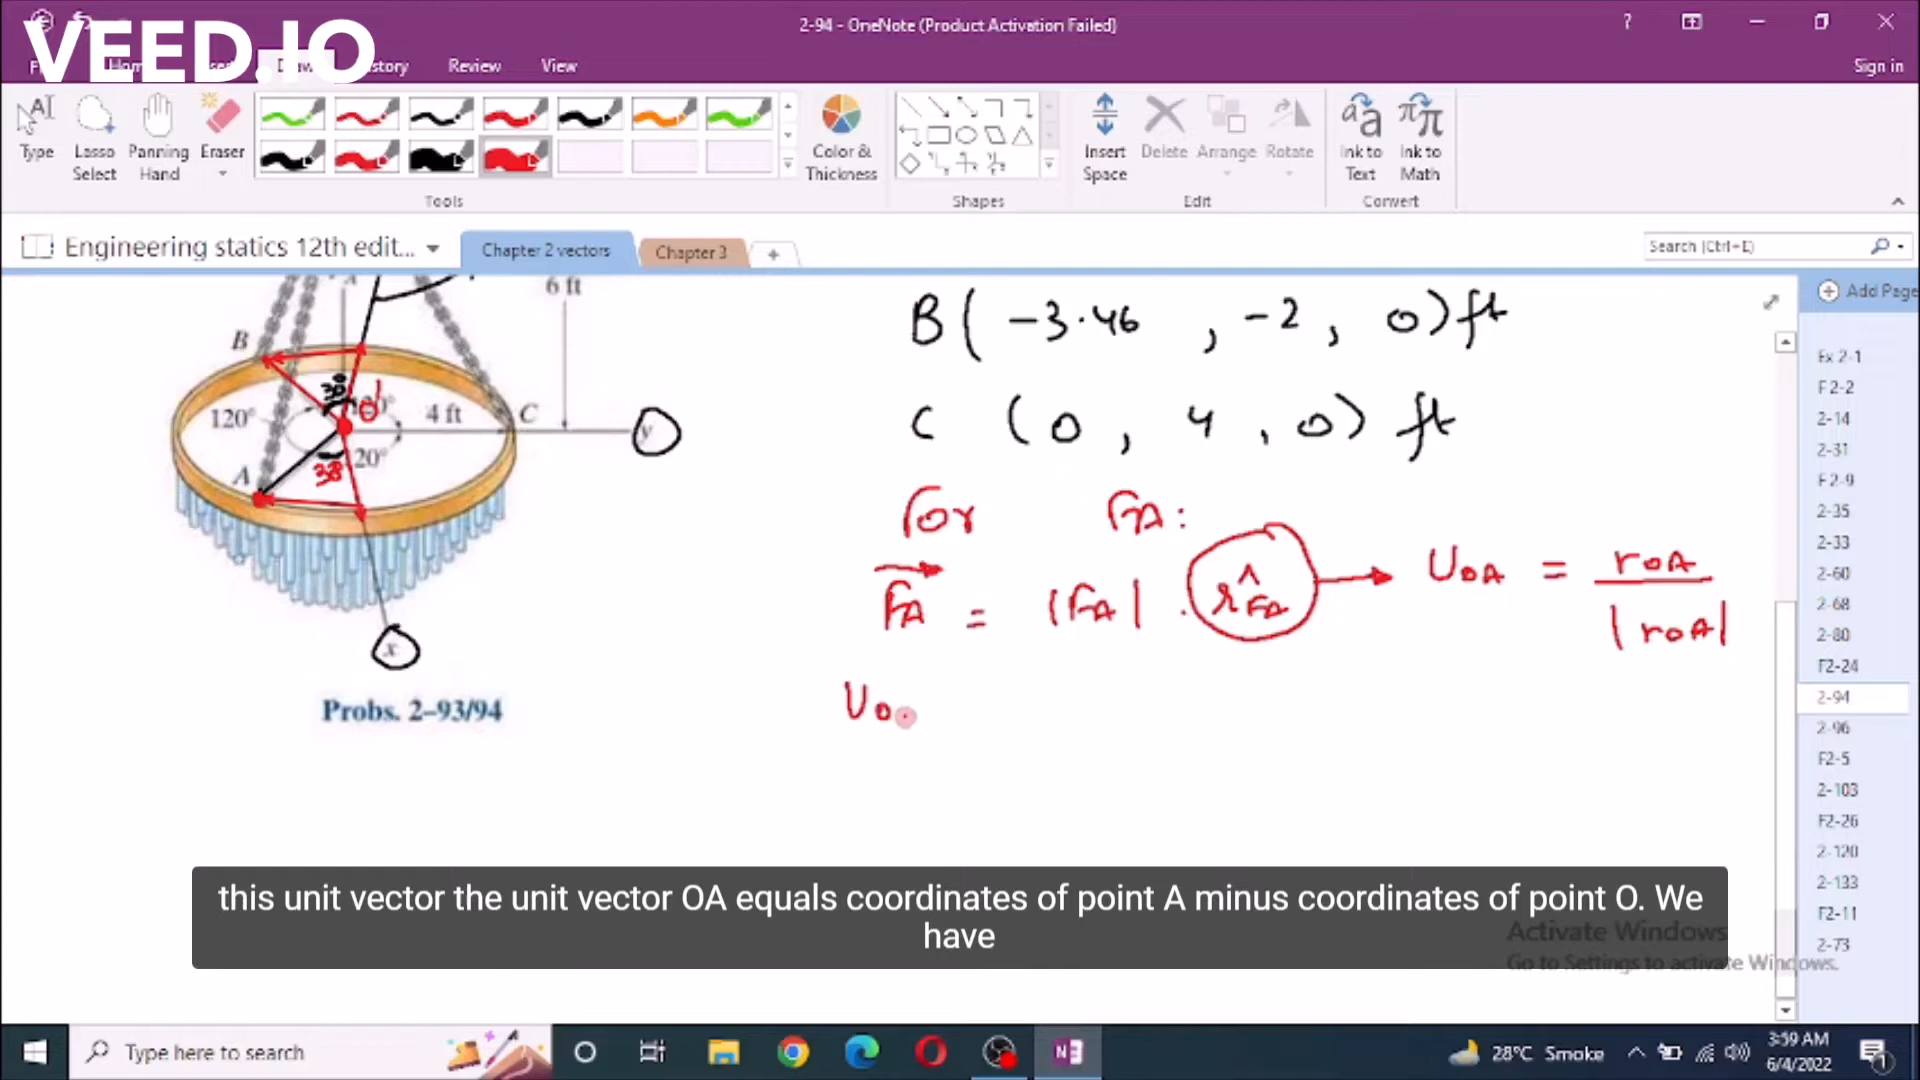 VEED.IO
2-94 - OneNote (Product Activation Failed)
?
Review View
Sign in
Type
Lasso Select
Panning Hand
Eraser
Color & Thickness
Insert Space
Delete
Arrange
Rotate
Ink to Text
Ink to Math
Tools
Shapes
Edit
Convert
Engineering statics 12th edit...
Chapter 2 vectors
Chapter 3
Search (Ctrl+E)
Add Page
6 ft
B
30°
O'
120°
4 ft
C
y
A
x
Probs. 2–93/94
B ( -3.46 , -2 , 0 ) ft
C ( 0 , 4 , 0 ) ft
For FA:
FA = |FA| . r̂FA → UOA = rOA / |rOA|
Uo
Ex 2-1
F 2-2
2-14
2-31
F 2-9
2-35
2-33
2-60
2-68
2-80
F2-24
2-94
2-96
F2-5
2-103
F2-26
2-120
2-133
F2-11
2-73
this unit vector the unit vector OA equals coordinates of point A minus coordinates of point O. We
have
Activate Windows
Go to Settings to activate Windows.
Type here to search
28°C Smoke
3:59 AM
6/4/2022